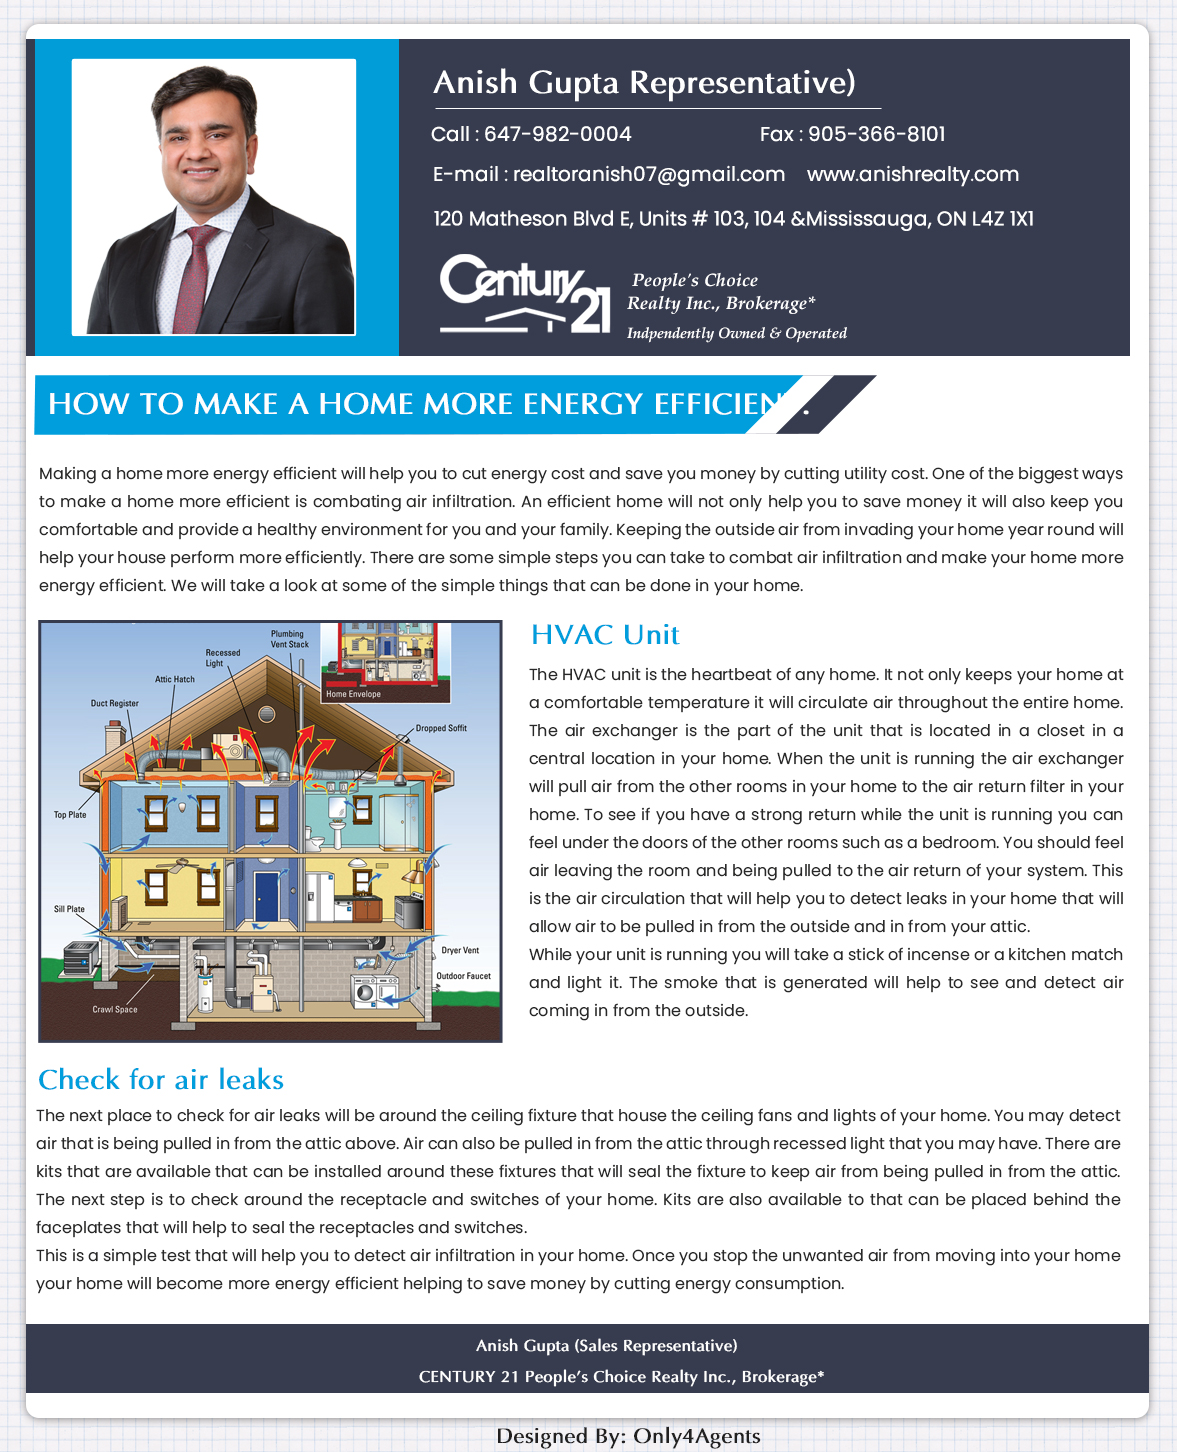 Anish Gupta Representative)
Call : 647-982-0004 Fax : 905-366-8101
E-mail : realtoranish07@gmail.com www.anishrealty.com
120 Matheson Blvd E, Units # 103, 104 &Mississauga, ON L4Z 1X1
Century 21
People's Choice
Realty Inc., Brokerage*
Indpendently Owned & Operated
HOW TO MAKE A HOME MORE ENERGY EFFICIENT.
Making a home more energy efficient will help you to cut energy cost and save you money by cutting utility cost. One of the biggest ways
to make a home more efficient is combating air infiltration. An efficient home will not only help you to save money it will also keep you
comfortable and provide a healthy environment for you and your family. Keeping the outside air from invading your home year round will
help your house perform more efficiently. There are some simple steps you can take to combat air infiltration and make your home more
energy efficient. We will take a look at some of the simple things that can be done in your home.
Plumbing
Vent Stack
Recessed
Light
Attic Hatch
Duct Register
Home Envelope
Dropped Soffit
Top Plate
Sill Plate
Dryer Vent
Outdoor Faucet
Crawl Space
HVAC Unit
The HVAC unit is the heartbeat of any home. It not only keeps your home at
a comfortable temperature it will circulate air throughout the entire home.
The air exchanger is the part of the unit that is located in a closet in a
central location in your home. When the unit is running the air exchanger
will pull air from the other rooms in your home to the air return filter in your
home. To see if you have a strong return while the unit is running you can
feel under the doors of the other rooms such as a bedroom. You should feel
air leaving the room and being pulled to the air return of your system. This
is the air circulation that will help you to detect leaks in your home that will
allow air to be pulled in from the outside and in from your attic.
While your unit is running you will take a stick of incense or a kitchen match
and light it. The smoke that is generated will help to see and detect air
coming in from the outside.
Check for air leaks
The next place to check for air leaks will be around the ceiling fixture that house the ceiling fans and lights of your home. You may detect
air that is being pulled in from the attic above. Air can also be pulled in from the attic through recessed light that you may have. There are
kits that are available that can be installed around these fixtures that will seal the fixture to keep air from being pulled in from the attic.
The next step is to check around the receptacle and switches of your home. Kits are also available to that can be placed behind the
faceplates that will help to seal the receptacles and switches.
This is a simple test that will help you to detect air infiltration in your home. Once you stop the unwanted air from moving into your home
your home will become more energy efficient helping to save money by cutting energy consumption.
Anish Gupta (Sales Representative)
CENTURY 21 People's Choice Realty Inc., Brokerage*
Designed By: Only4Agents